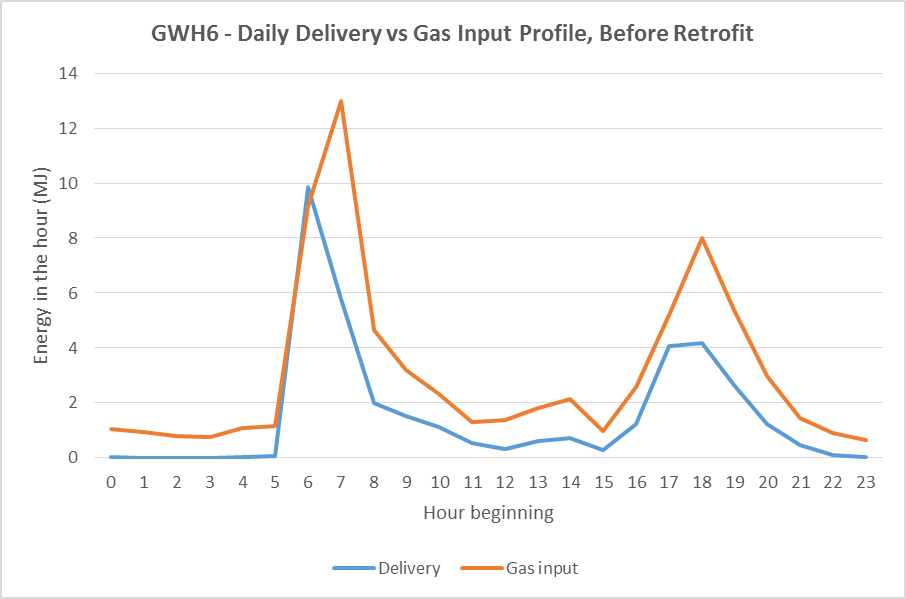 GWH6 - Daily Delivery vs Gas Input Profile, Before Retrofit
14
12
10
8
6
4
2
0
Energy in the hour (MJ)
0 1 2 3 4 5 6 7 8 9 10 11 12 13 14 15 16 17 18 19 20 21 22 23
Hour beginning
Delivery Gas input